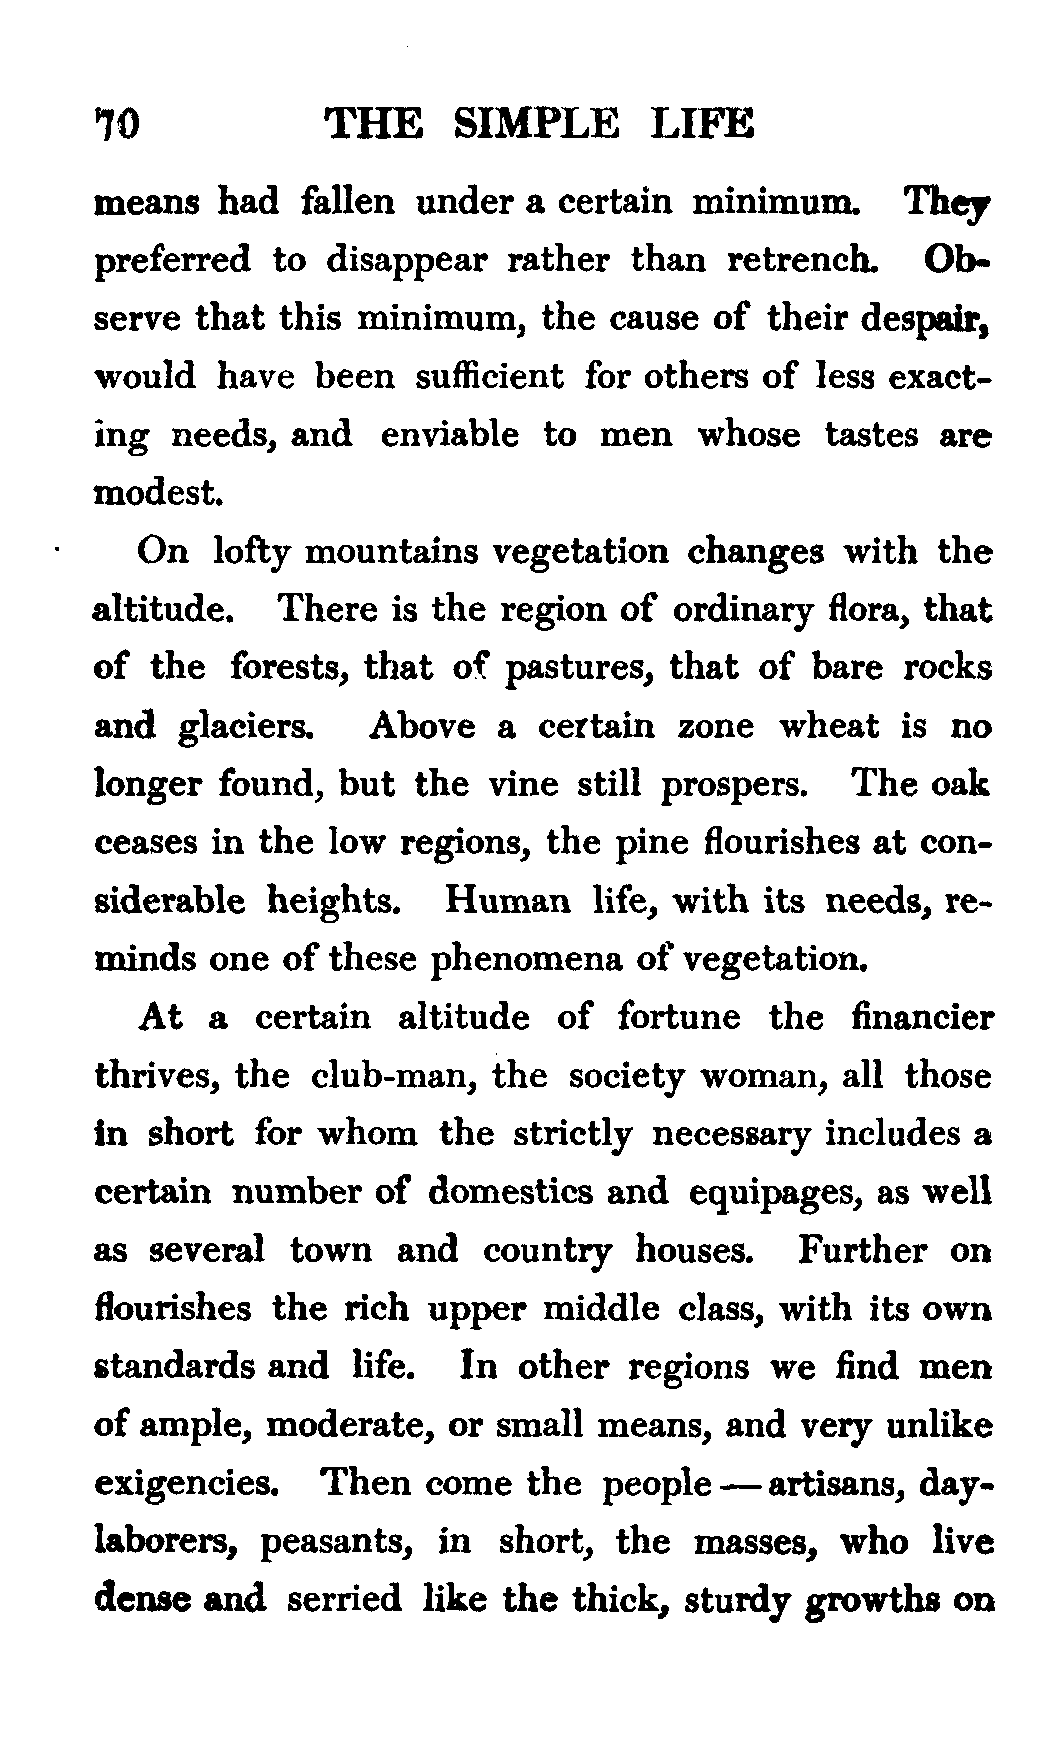 70 THE SIMPLE LIFE
means had fallen under a certain minimum. They
preferred to disappear rather than retrench. Ob-
serve that this minimum, the cause of their despair,
would have been sufficient for others of less exact-
ing needs, and enviable to men whose tastes are
modest.
On lofty mountains vegetation changes with the
altitude. There is the region of ordinary flora, that
of the forests, that of pastures, that of bare rocks
and glaciers. Above a certain zone wheat is no
longer found, but the vine still prospers. The oak
ceases in the low regions, the pine flourishes at con-
siderable heights. Human life, with its needs, re-
minds one of these phenomena of vegetation.
At a certain altitude of fortune the financier
thrives, the club-man, the society woman, all those
in short for whom the strictly necessary includes a
certain number of domestics and equipages, as well
as several town and country houses. Further on
flourishes the rich upper middle class, with its own
standards and life. In other regions we find men
of ample, moderate, or small means, and very unlike
exigencies. Then come the people — artisans, day-
laborers, peasants, in short, the masses, who live
dense and serried like the thick, sturdy growths on